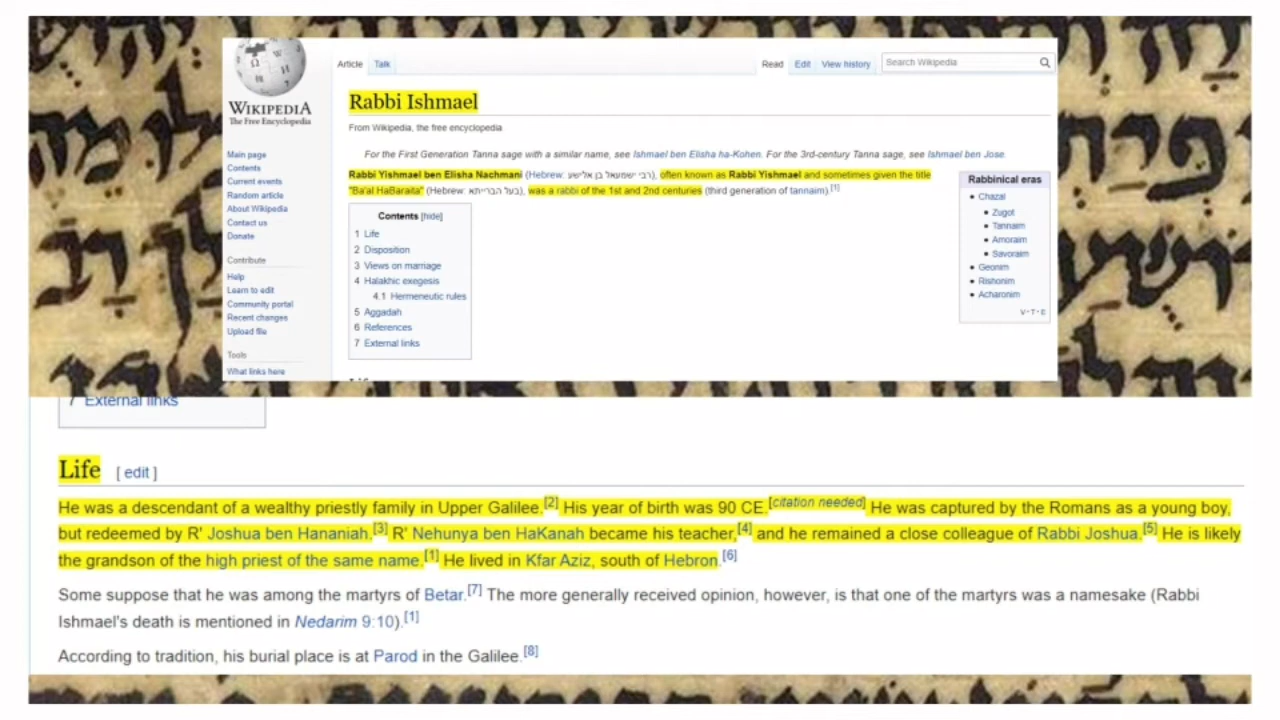 WIKIPEDIA
The Free Encyclopedia
Main page
Contents
Current events
Random article
About Wikipedia
Contact us
Donate
Contribute
Help
Learn to edit
Community portal
Recent changes
Upload file
Tools
What links here
Article Talk
Read Edit View history Search Wikipedia
Rabbi Ishmael
From Wikipedia, the free encyclopedia
For the First Generation Tanna sage with a similar name, see Ishmael ben Elisha ha-Kohen. For the 3rd-century Tanna sage, see Ishmael ben Jose.
Rabbi Yishmael ben Elisha Nachmani (Hebrew: רבי ישמעאל בן אלישע), often known as Rabbi Yishmael and sometimes given the title
"Ba'al HaBaraita" (Hebrew: בעל הברייתא), was a rabbi of the 1st and 2nd centuries (third generation of tannaim).[1]
Contents [hide]
1 Life
2 Disposition
3 Views on marriage
4 Halakhic exegesis
4.1 Hermeneutic rules
5 Aggadah
6 References
7 External links
Rabbinical eras
Chazal
Zugot
Tannaim
Amoraim
Savoraim
Geonim
Rishonim
Acharonim
V·T·E
7 External links
Life [ edit ]
He was a descendant of a wealthy priestly family in Upper Galilee.[2] His year of birth was 90 CE.[citation needed] He was captured by the Romans as a young boy,
but redeemed by R' Joshua ben Hananiah.[3] R' Nehunya ben HaKanah became his teacher,[4] and he remained a close colleague of Rabbi Joshua.[5] He is likely
the grandson of the high priest of the same name.[1] He lived in Kfar Aziz, south of Hebron.[6]
Some suppose that he was among the martyrs of Betar.[7] The more generally received opinion, however, is that one of the martyrs was a namesake (Rabbi
Ishmael's death is mentioned in Nedarim 9:10).[1]
According to tradition, his burial place is at Parod in the Galilee.[8]